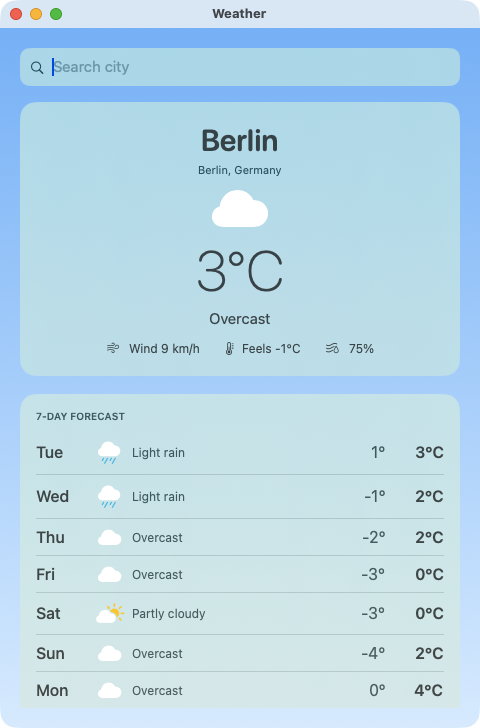 Weather
Search city
Berlin
Berlin, Germany
3°C
Overcast
Wind 9 km/h Feels -1°C 75%
7-DAY FORECAST
Tue Light rain 1° 3°C
Wed Light rain -1° 2°C
Thu Overcast -2° 2°C
Fri Overcast -3° 0°C
Sat Partly cloudy -3° 0°C
Sun Overcast -4° 2°C
Mon Overcast 0° 4°C